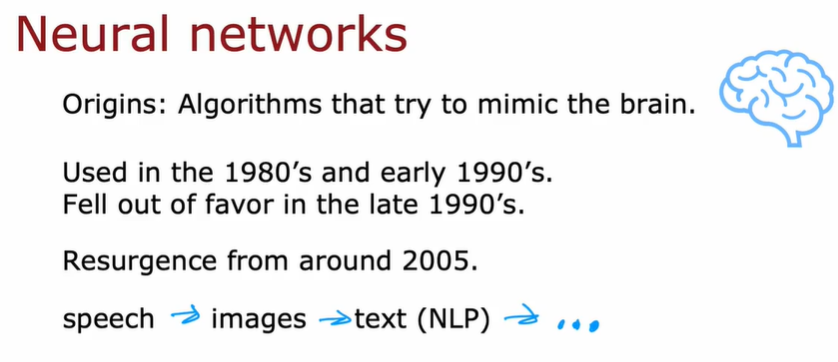 Neural networks
Origins: Algorithms that try to mimic the brain.
Used in the 1980’s and early 1990’s.
Fell out of favor in the late 1990’s.
Resurgence from around 2005.
speech → images → text (NLP) → ...